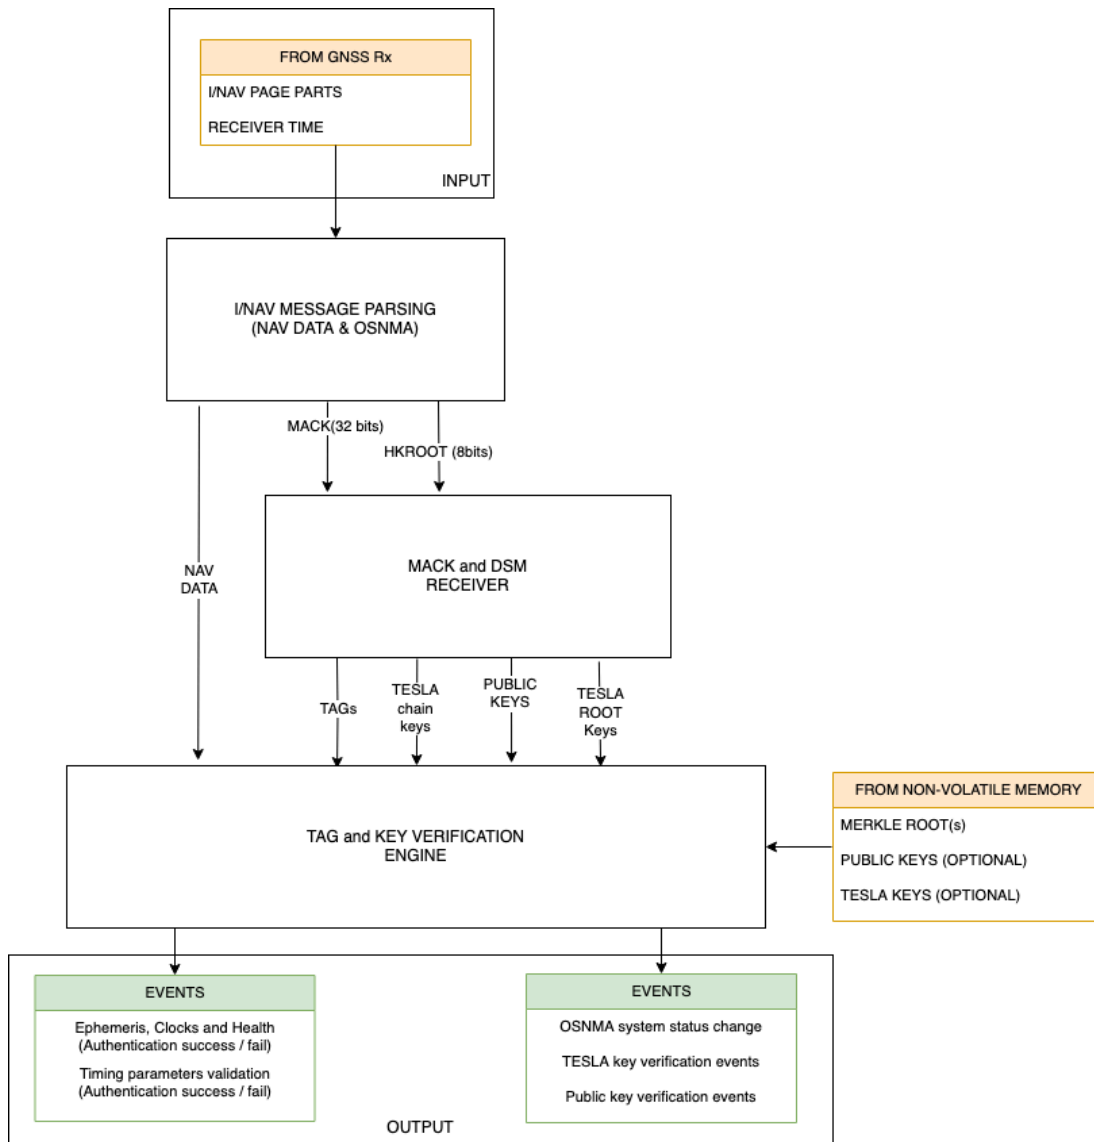 FROM GNSS Rx
I/NAV PAGE PARTS
RECEIVER TIME
INPUT
I/NAV MESSAGE PARSING
(NAV DATA & OSNMA)
MACK(32 bits)
HKROOT (8bits)
NAV
DATA
MACK and DSM
RECEIVER
TAGs
TESLA
chain
keys
PUBLIC
KEYS
TESLA
ROOT
Keys
TAG and KEY VERIFICATION
ENGINE
FROM NON-VOLATILE MEMORY
MERKLE ROOT(s)
PUBLIC KEYS (OPTIONAL)
TESLA KEYS (OPTIONAL)
EVENTS
Ephemeris, Clocks and Health
(Authentication success / fail)
Timing parameters validation
(Authentication success / fail)
EVENTS
OSNMA system status change
TESLA key verification events
Public key verification events
OUTPUT